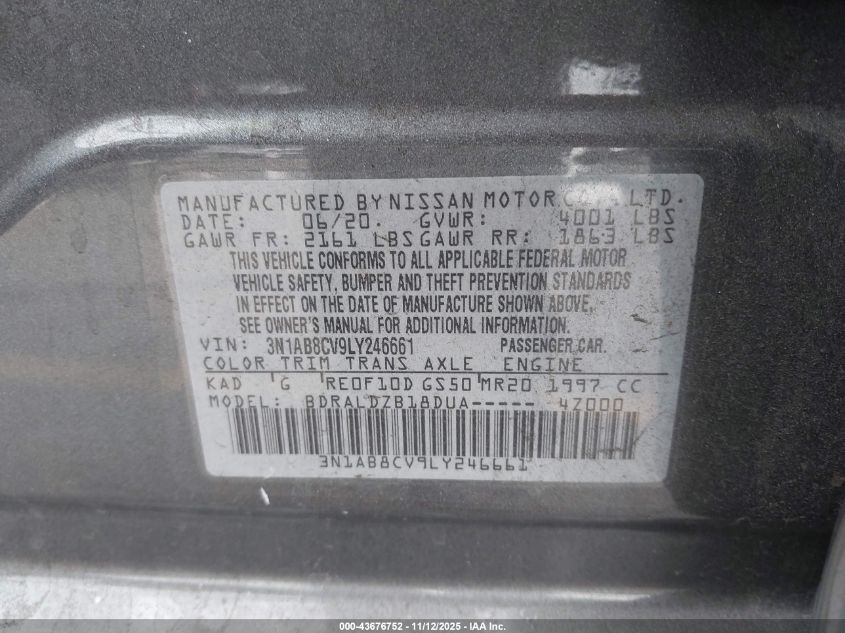 MANUFACTURED BY NISSAN MOTOR CO., LTD.
DATE: 06/20. GVWR: 4001 LBS
GAWR FR: 2161 LBS GAWR RR: 1863 LBS
THIS VEHICLE CONFORMS TO ALL APPLICABLE FEDERAL MOTOR
VEHICLE SAFETY, BUMPER AND THEFT PREVENTION STANDARDS
IN EFFECT ON THE DATE OF MANUFACTURE SHOWN ABOVE,
SEE OWNER'S MANUAL FOR ADDITIONAL INFORMATION.
VIN: 3N1AB8CV9LY246661 PASSENGER CAR.
COLOR TRIM TRANS AXLE ENGINE
KAD G RE0F10D GS50 MR20 1997 CC
MODEL: BDRALDZB18DUA----- 4Z000
3N1AB8CV9LY246661
000-43676752 - 11/12/2025 - IAA Inc.